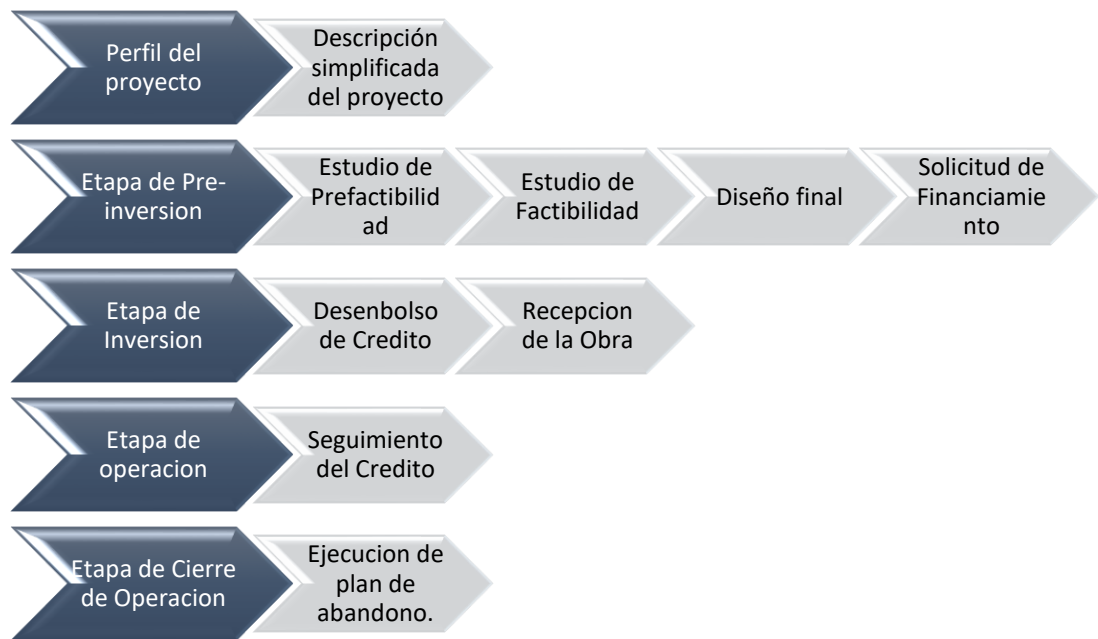 Perfil del
proyecto
Descripción
simplificada
del proyecto
Etapa de Pre-
inversion
Estudio de
Prefactibilid
ad
Estudio de
Factibilidad
Diseño final
Solicitud de
Financiamie
nto
Etapa de
Inversion
Desenbolso
de Credito
Recepcion
de la Obra
Etapa de
operacion
Seguimiento
del Credito
Etapa de Cierre
de Operacion
Ejecucion de
plan de
abandono.